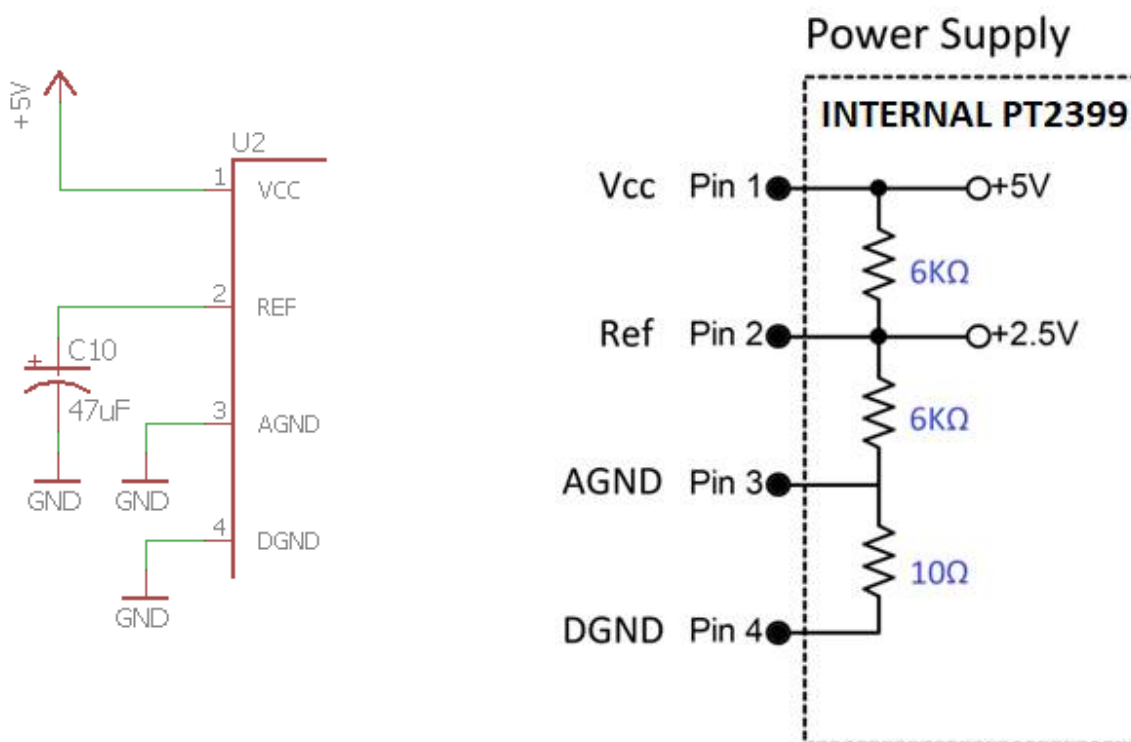 +5V
U2
1
VCC
2
REF
+
C10
47uF
3
AGND
GND
GND
4
DGND
GND
Power Supply
INTERNAL PT2399
Vcc Pin 1 +5V
6KΩ
Ref Pin 2 +2.5V
6KΩ
AGND Pin 3
10Ω
DGND Pin 4